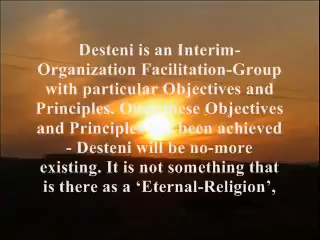 Desteni is an Interim-
Organization Facilitation-Group
with particular Objectives and
Principles. Once these Objectives
and Principles been achieved
- Desteni will be no-more
existing. It is not something that
is there as a ‘Eternal-Religion’,